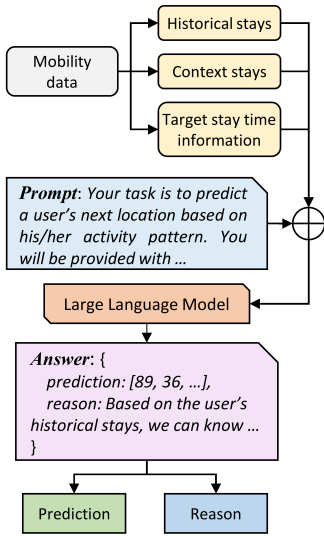 Historical stays
Mobility
data
Context stays
Target stay time
information
Prompt: Your task is to predict
a user's next location based on
his/her activity pattern. You
will be provided with ...
Large Language Model
Answer: {
prediction: [89, 36, ...],
reason: Based on the user's
historical stays, we can know ...
}
Prediction
Reason